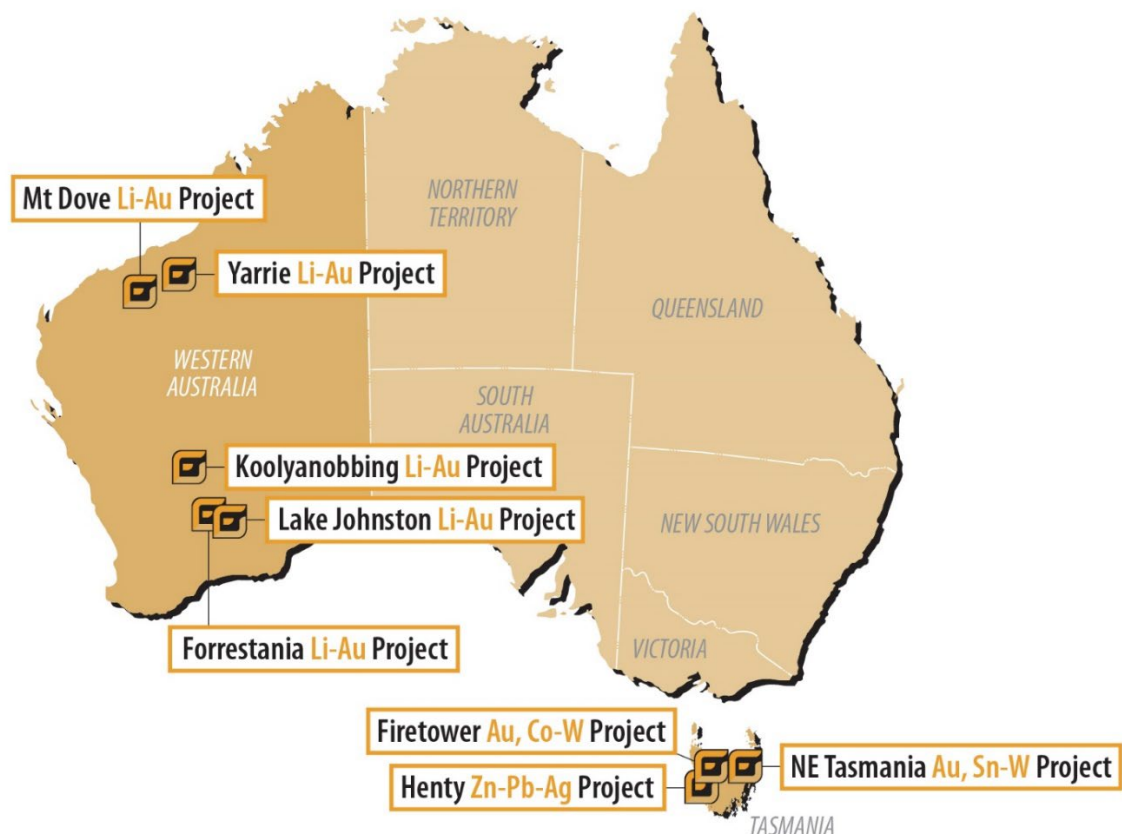 NORTHERN
TERRITORY
Mt Dove Li-Au Project
Yarrie Li-Au Project
QUEENSLAND
WESTERN
AUSTRALIA
SOUTH
AUSTRALIA
Koolyanobbing Li-Au Project
Lake Johnston Li-Au Project
NEW SOUTH WALES
Forrestania Li-Au Project
VICTORIA
Firetower Au, Co-W Project
NE Tasmania Au, Sn-W Project
Henty Zn-Pb-Ag Project
TASMANIA